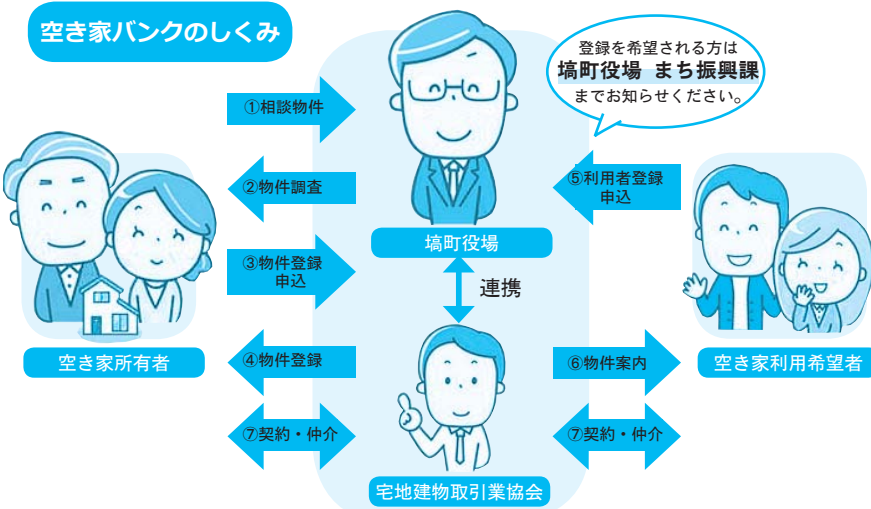 空き家バンクのしくみ
登録を希望される方は
塙町役場 まち振興課
までお知らせください。
①相談物件
②物件調査
⑤利用者登録
申込
塙町役場
③物件登録
申込
連携
空き家所有者
④物件登録
⑥物件案内
空き家利用希望者
⑦契約・仲介
⑦契約・仲介
宅地建物取引業協会